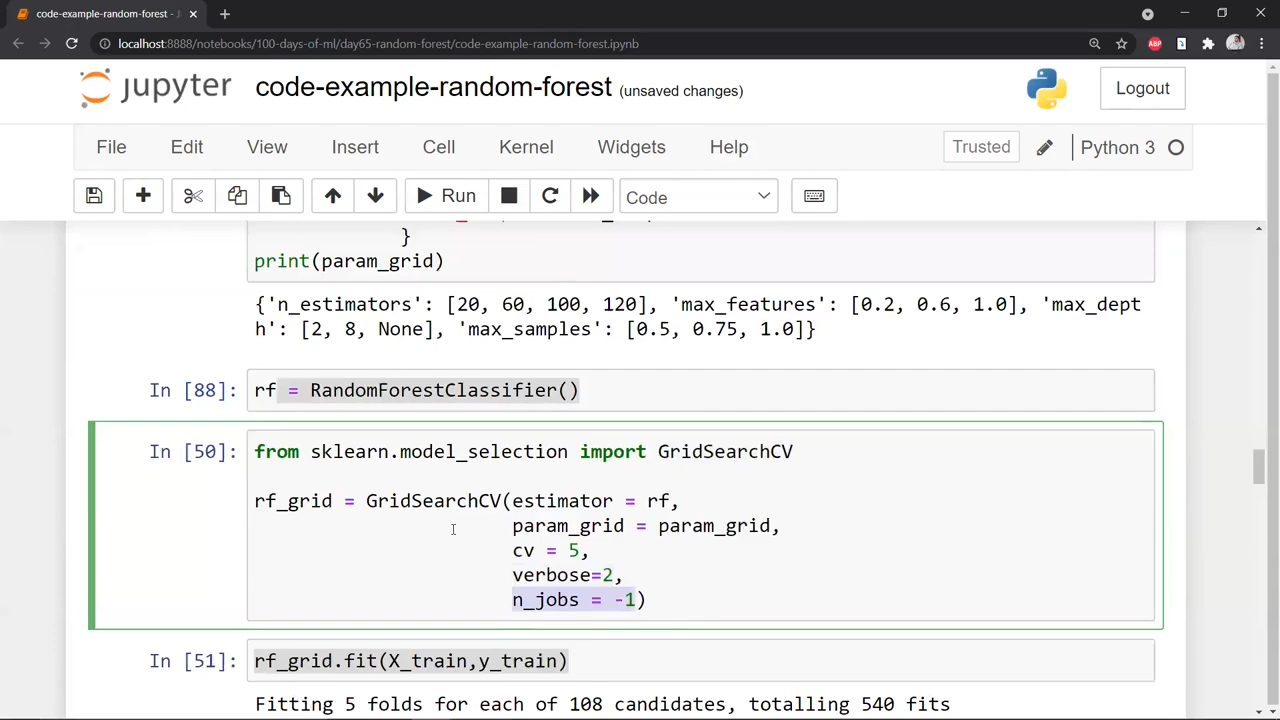 code-example-random-forest - J
localhost:8888/notebooks/100-days-of-ml/day65-random-forest/code-example-random-forest.ipynb
ABP
jupyter code-example-random-forest (unsaved changes)
Logout
File Edit View Insert Cell Kernel Widgets Help
Trusted
Python 3
Run
Code
}
print(param_grid)
{'n_estimators': [20, 60, 100, 120], 'max_features': [0.2, 0.6, 1.0], 'max_dept
h': [2, 8, None], 'max_samples': [0.5, 0.75, 1.0]}
In [88]: rf = RandomForestClassifier()
In [50]: from sklearn.model_selection import GridSearchCV
rf_grid = GridSearchCV(estimator = rf,
param_grid = param_grid,
cv = 5,
verbose=2,
n_jobs = -1)
In [51]: rf_grid.fit(X_train,y_train)
Fitting 5 folds for each of 108 candidates, totalling 540 fits